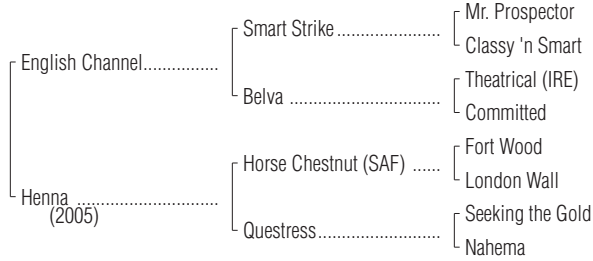 Mr. Prospector
Smart Strike ....................
Classy 'n Smart
English Channel...............
Theatrical (IRE)
Belva .............................
Committed
Fort Wood
Horse Chestnut (SAF) ......
London Wall
Henna ............................
(2005)
Seeking the Gold
Questress........................
Nahema